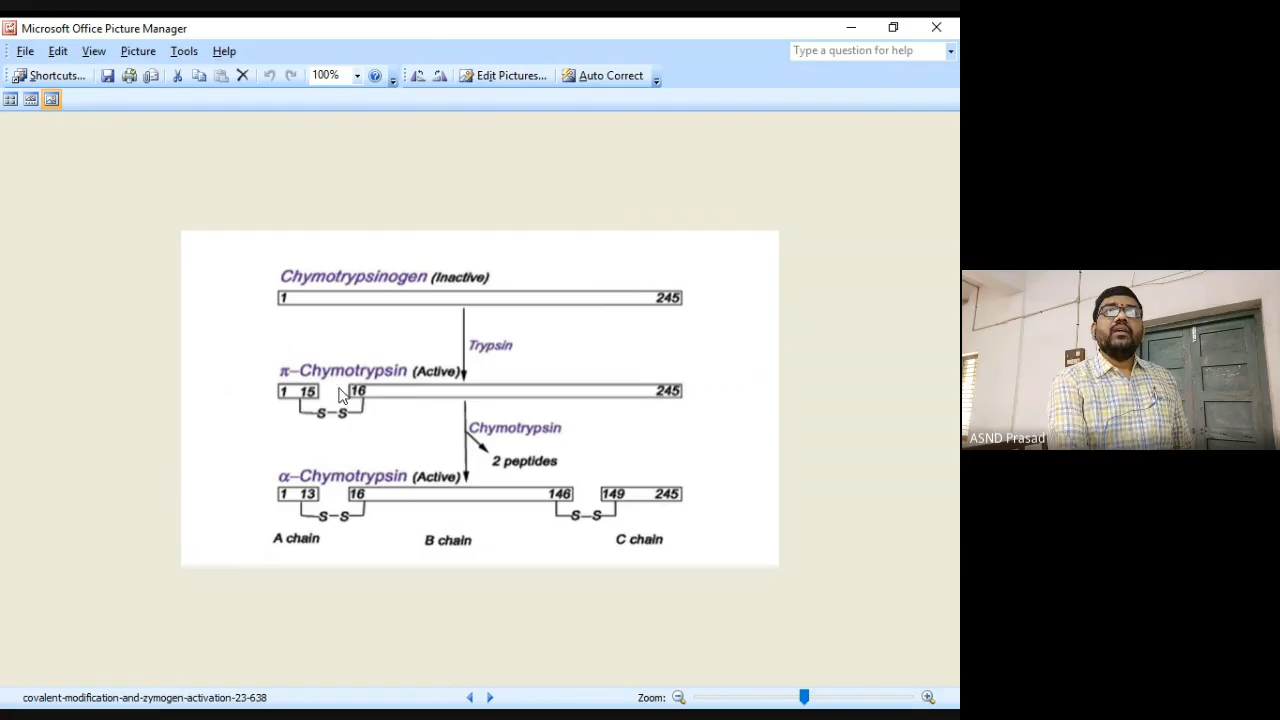 Microsoft Office Picture Manager
File Edit View Picture Tools Help
Type a question for help
Shortcuts... 100% Edit Pictures... Auto Correct
Chymotrypsinogen (Inactive)
1 245
Trypsin
π–Chymotrypsin (Active)
1 15 16 245
S–S
Chymotrypsin
2 peptides
α–Chymotrypsin (Active)
1 13 16 146 149 245
S–S S–S
A chain B chain C chain
covalent-modification-and-zymogen-activation-23-638
Zoom:
ASND Prasad